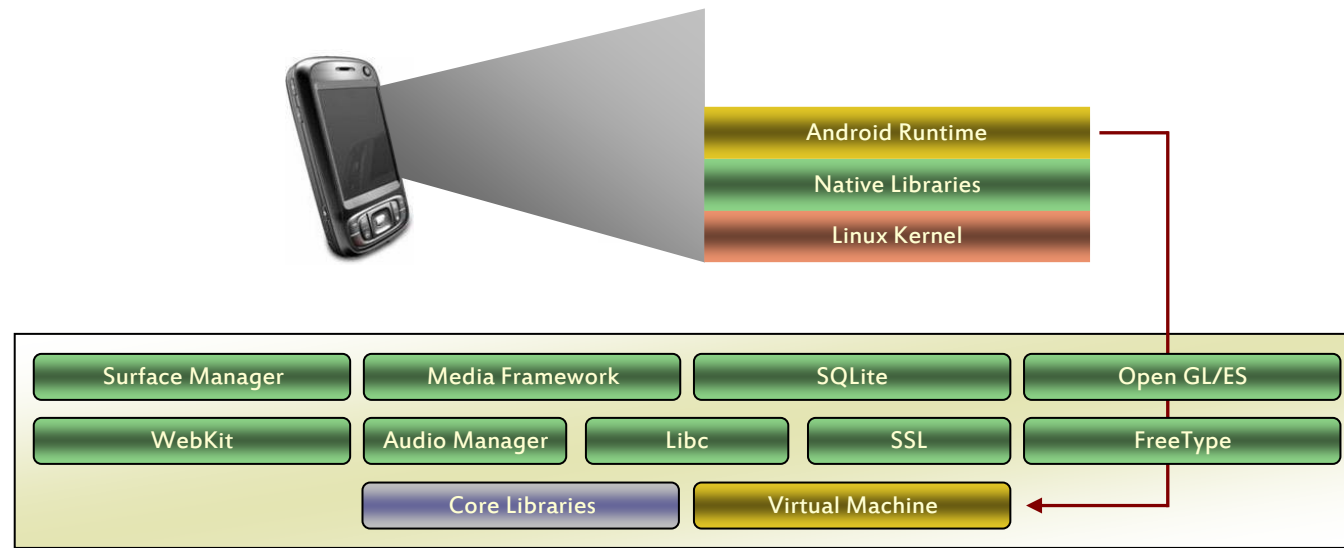 Android Runtime
Native Libraries
Linux Kernel
Surface Manager
Media Framework
SQLite
Open GL/ES
WebKit
Audio Manager
Libc
SSL
FreeType
Core Libraries
Virtual Machine